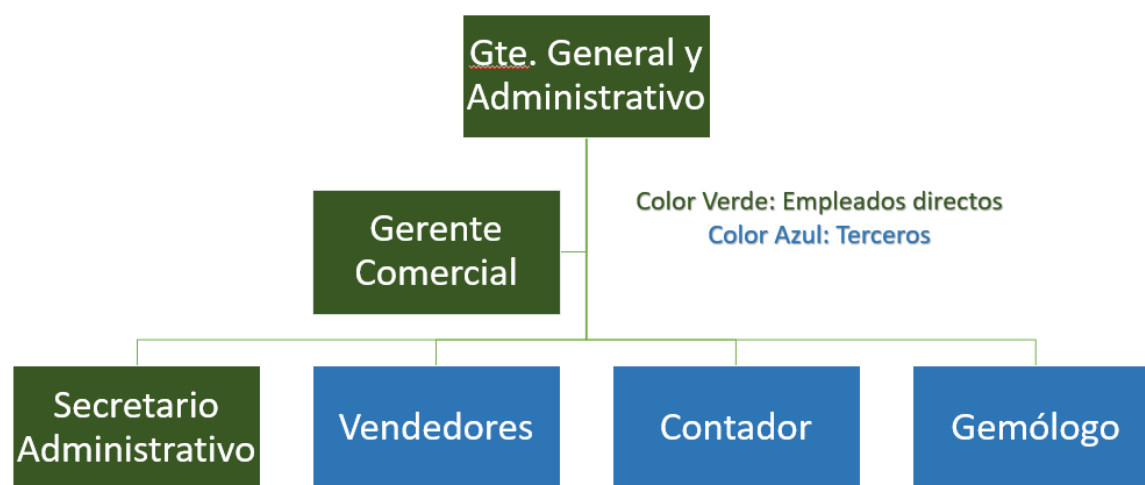 Gte. General y
Administrativo
Gerente
Comercial
Color Verde: Empleados directos
Color Azul: Terceros
Secretario
Administrativo
Vendedores
Contador
Gemólogo